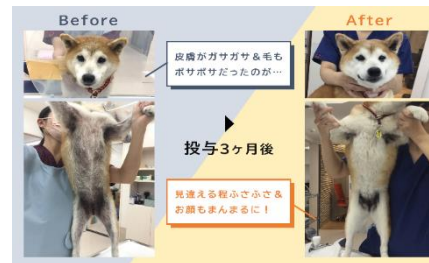 Before
After
皮膚がガサガサ&毛も
ボサボサだったのが…
投与3ヶ月後
見違える程ふさふさ&
お顔もまんまるに!